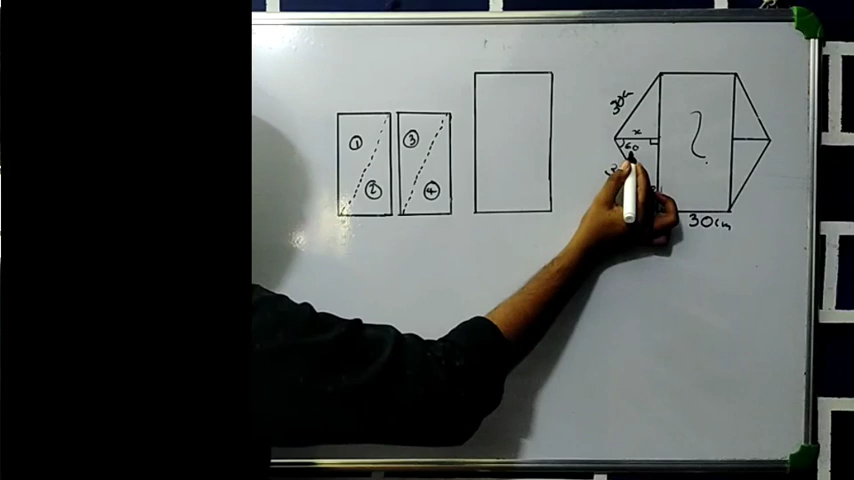 ① ③
② ④
30cm
x
60
?
30cm